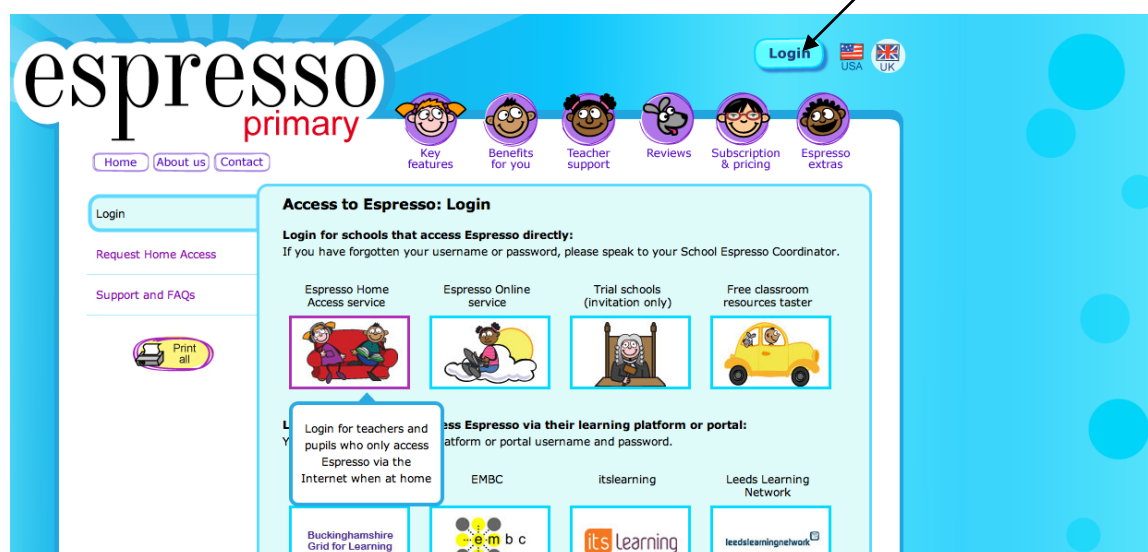 espresso
primary
Login
USA
UK
Home
About us
Contact
Key
features
Benefits
for you
Teacher
support
Reviews
Subscription
& pricing
Espresso
extras
Login
Request Home Access
Support and FAQs
Print
all
Access to Espresso: Login
Login for schools that access Espresso directly:
If you have forgotten your username or password, please speak to your School Espresso Coordinator.
Espresso Home
Access service
Espresso Online
service
Trial schools
(invitation only)
Free classroom
resources taster
Login for teachers and
pupils who only access
Espresso via the
Internet when at home
Espresso via their learning platform or portal:
or portal username and password.
EMBC
itslearning
Leeds Learning
Network
Buckinghamshire
Grid for Learning
embc
its learning
leedslearningnetwork